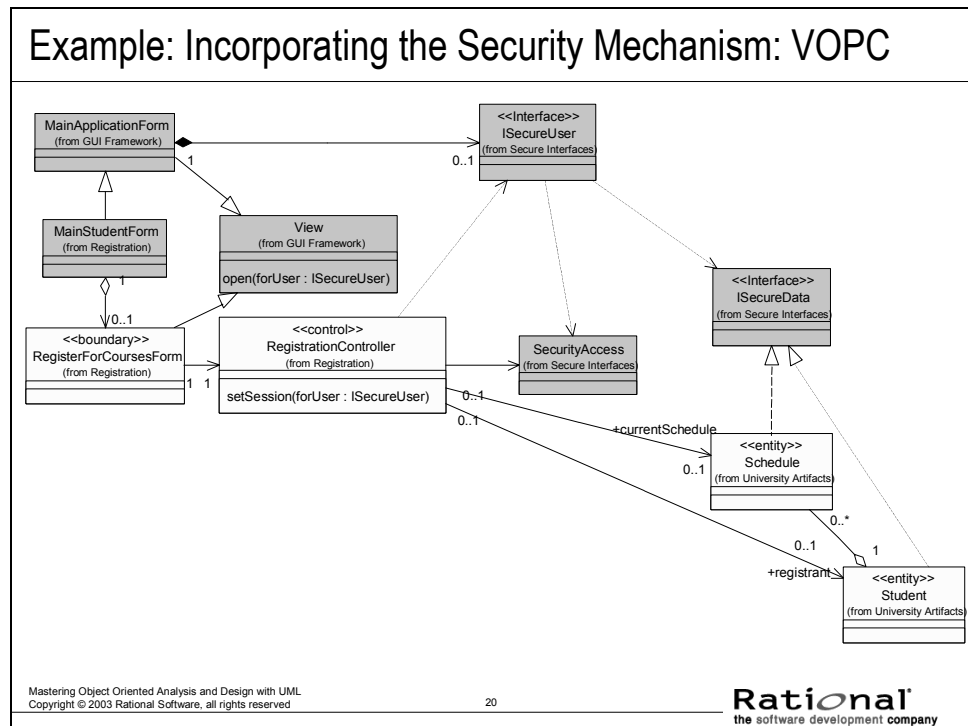 Example: Incorporating the Security Mechanism: VOPC
MainApplicationForm
(from GUI Framework)
1
<<Interface>>
ISecureUser
(from Secure Interfaces)
0..1
MainStudentForm
(from Registration)
1
0..1
View
(from GUI Framework)
open(forUser : ISecureUser)
<<Interface>>
ISecureData
(from Secure Interfaces)
<<boundary>>
RegisterForCoursesForm
(from Registration)
1
1
<<control>>
RegistrationController
(from Registration)
setSession(forUser : ISecureUser)
SecurityAccess
(from Secure Interfaces)
0..1
0..1
+currentSchedule
0..1
<<entity>>
Schedule
(from University Artifacts)
0..*
1
0..1
+registrant
<<entity>>
Student
(from University Artifacts)
Mastering Object Oriented Analysis and Design with UML
Copyright © 2003 Rational Software, all rights reserved
20
Rational
the software development company